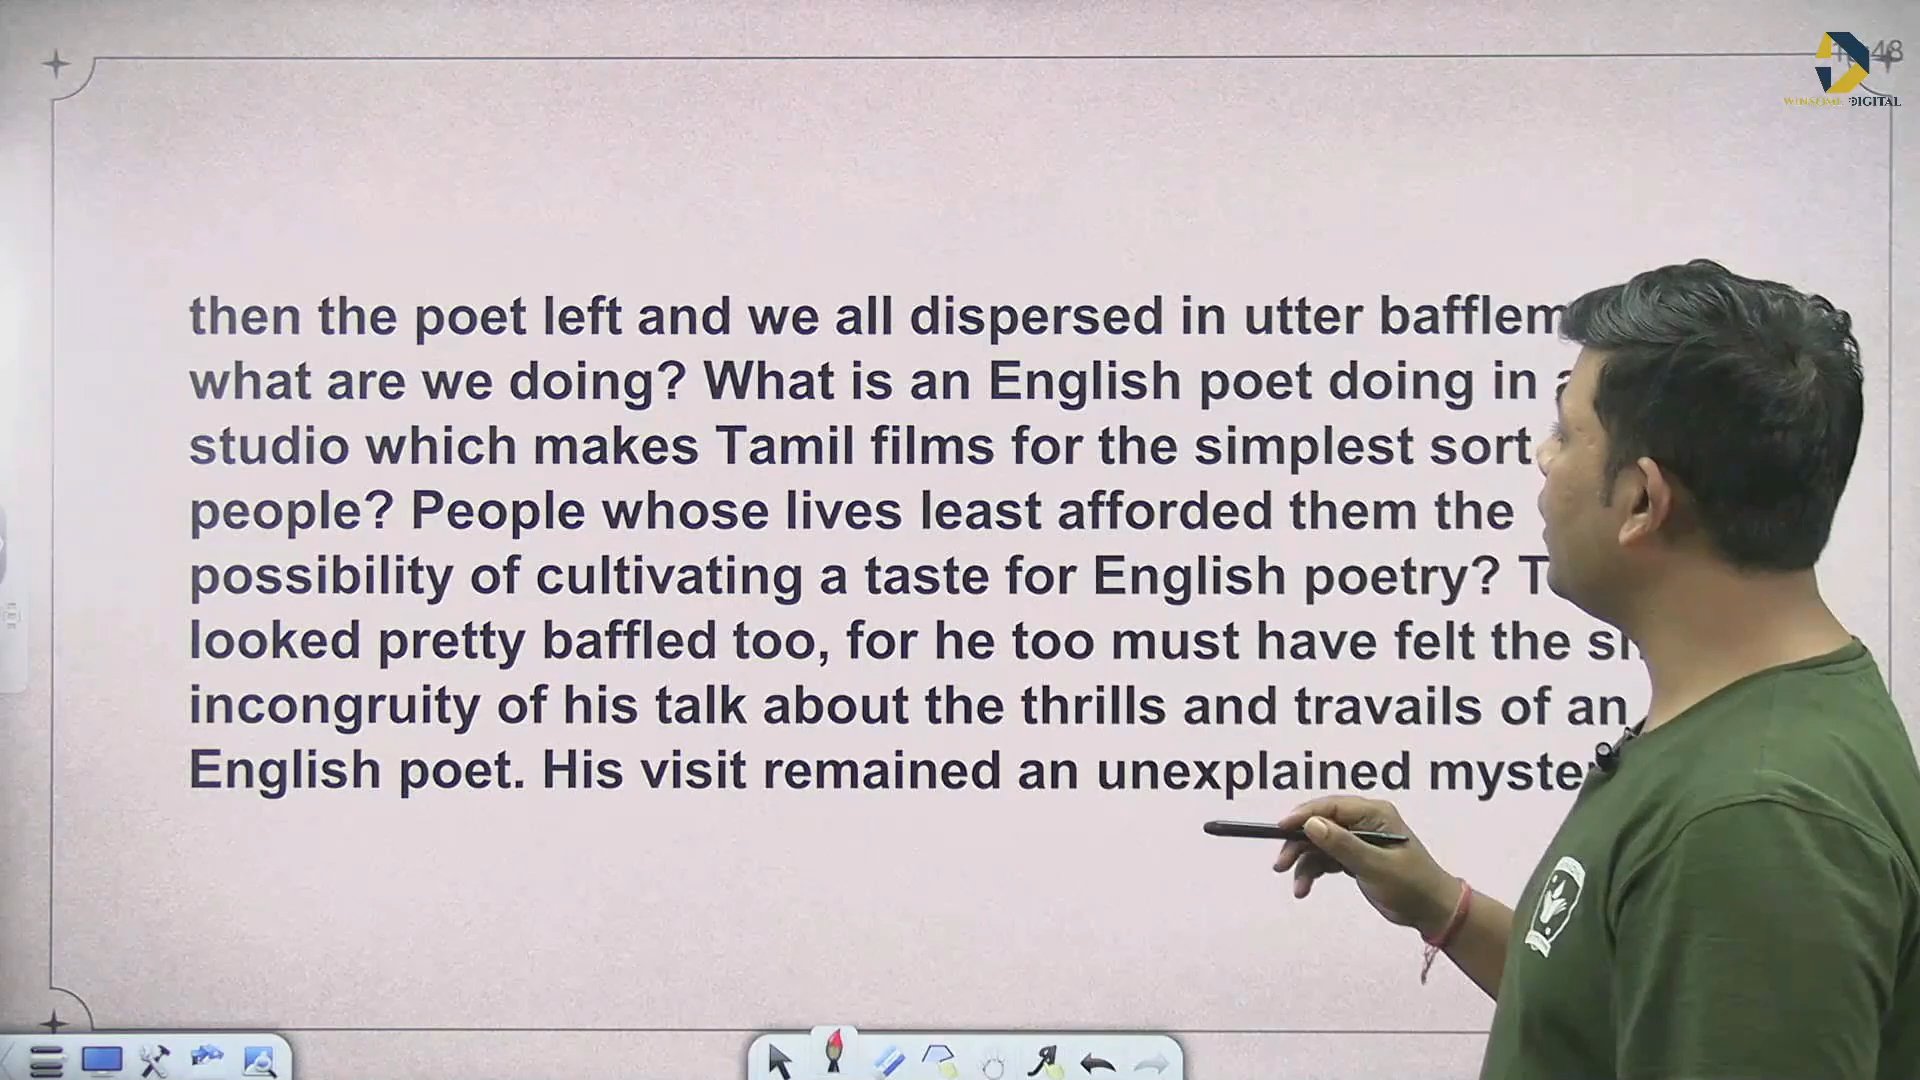 48
WINSOME DIGITAL
then the poet left and we all dispersed in utter
what are we doing? What is an English poet doing in
studio which makes Tamil films for the simplest sort
people? People whose lives least afforded them the
possibility of cultivating a taste for English poetry?
looked pretty baffled too, for he too must have felt the
incongruity of his talk about the thrills and travails of an
English poet. His visit remained an unexplained